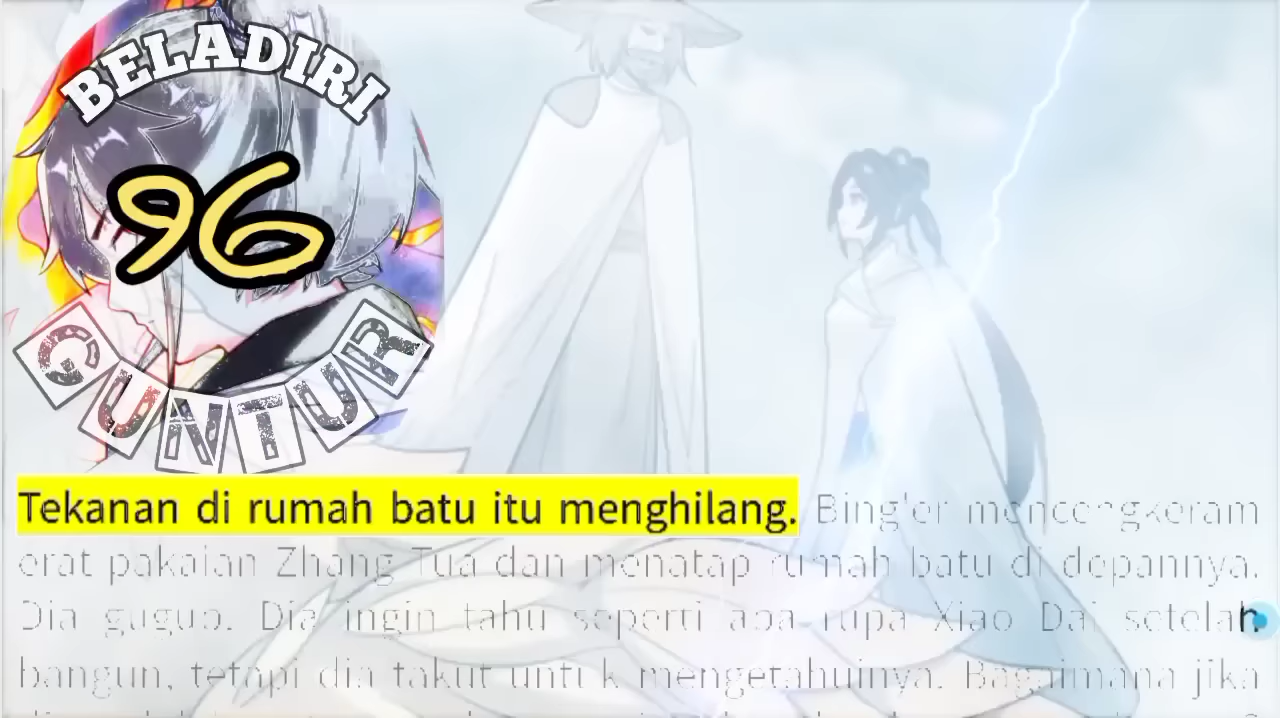 BELADIRI
96
GUNTUR
Tekanan di rumah batu itu menghilang. Bing'er mencengkeram
erat pakaian Zhang Tua dan menatap rumah batu di depannya.
Dia gugup. Dia ingin tahu seperti apa rupa Xiao Dai setelah
bangun, tetapi dia takut untuk mengetahuinya. Bagaimana jika